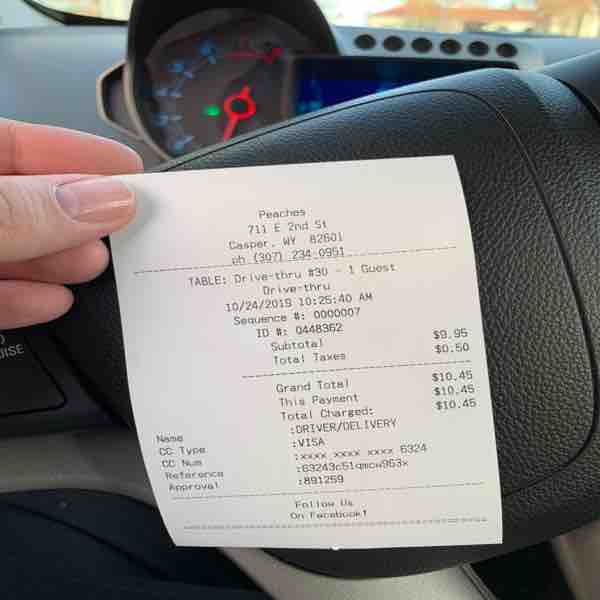 Peaches
711 E 2nd St
Casper, WY 82601
ph (307) 234-0951
TABLE: Drive-thru #30 - 1 Guest
Drive-thru
10/24/2019 10:25:40 AM
Sequence #: 0000007
ID #: 0448362
Subtotal $9.95
Total Taxes $0.50
Grand Total $10.45
This Payment $10.45
Total Charged: $10.45
Name :DRIVER/DELIVERY
CC Type :VISA
CC Num :xxxx xxxx xxxx 6324
Reference :69243c51qmcw963x
Approval :891259
Follow Us
On Facebook!